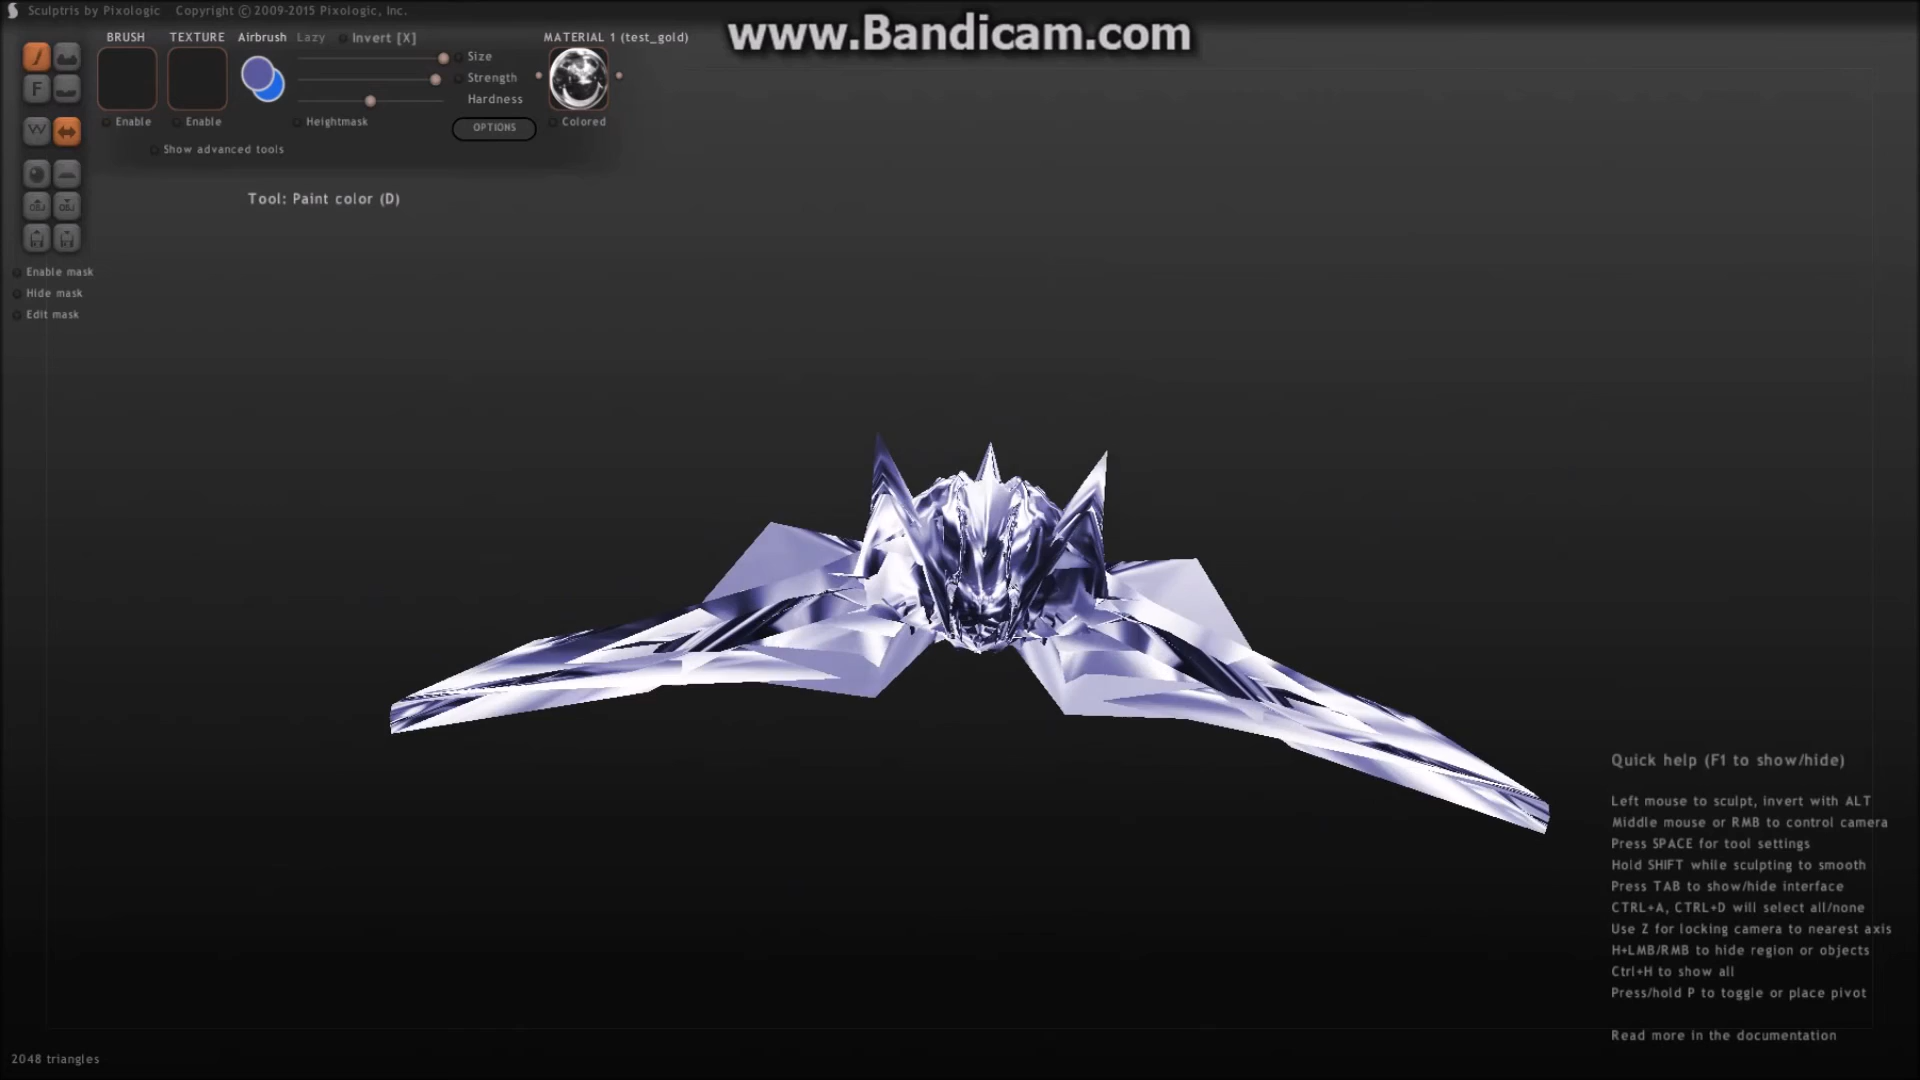 Sculptris by Pixologic Copyright © 2009-2015 Pixologic, Inc.
www.Bandicam.com
BRUSH TEXTURE Airbrush Lazy Invert [X] MATERIAL 1 (test_gold)
Size
Strength
Hardness
F
W
Enable Enable Heightmask OPTIONS Colored
Show advanced tools
Tool: Paint color (D)
OBJ OBJ
Enable mask
Hide mask
Edit mask
Quick help (F1 to show/hide)
Left mouse to sculpt, invert with ALT
Middle mouse or RMB to control camera
Press SPACE for tool settings
Hold SHIFT while sculpting to smooth
Press TAB to show/hide interface
CTRL+A, CTRL+D will select all/none
Use Z for locking camera to nearest axis
H+LMB/RMB to hide region or objects
Ctrl+H to show all
Press/hold P to toggle or place pivot
Read more in the documentation
2048 triangles